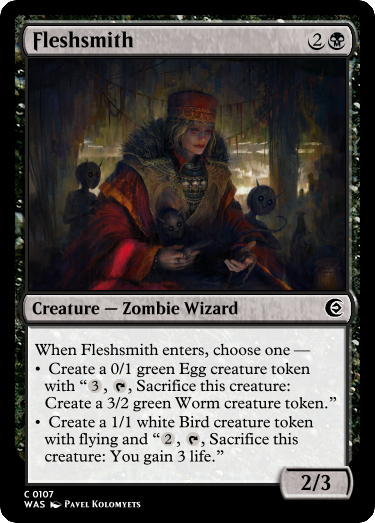 Fleshsmith 2
Creature — Zombie Wizard
When Fleshsmith enters, choose one —
• Create a 0/1 green Egg creature token
with “3, T, Sacrifice this creature:
Create a 3/2 green Worm creature token.”
• Create a 1/1 white Bird creature token
with flying and “2, T, Sacrifice this
creature: You gain 3 life.”
2/3
C 0107
WAS Pavel Kolomyets